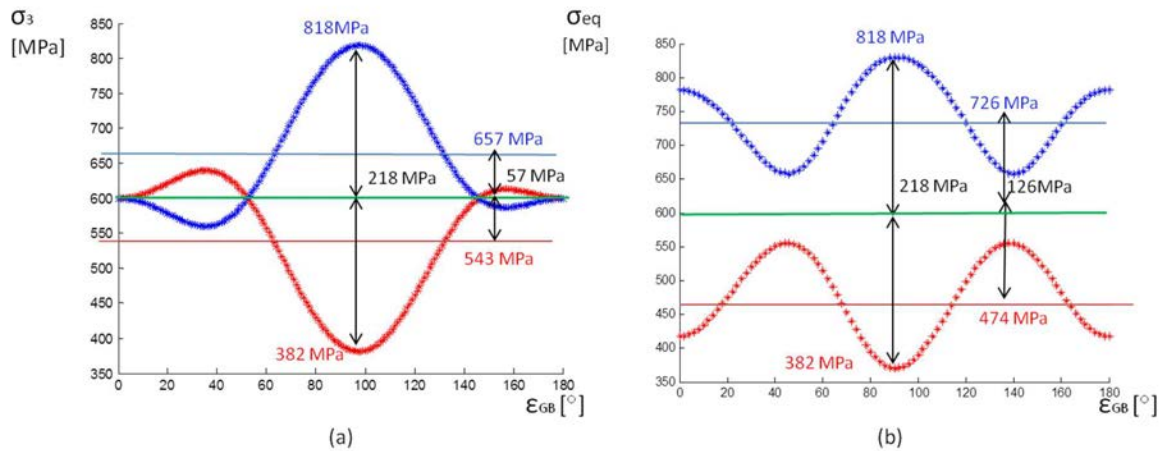 σ3
[MPa]
850
800
750
700
650
600
550
500
450
400
350
0
20
40
60
80
100
120
140
160
180
818MPa
657 MPa
218 MPa
57 MPa
543 MPa
382 MPa
εGB [°]
(a)
σeq
[MPa]
850
800
750
700
650
600
550
500
450
400
350
0
20
40
60
80
100
120
140
160
180
818 MPa
726 MPa
218 MPa
126MPa
474 MPa
382 MPa
εGB [°]
(b)